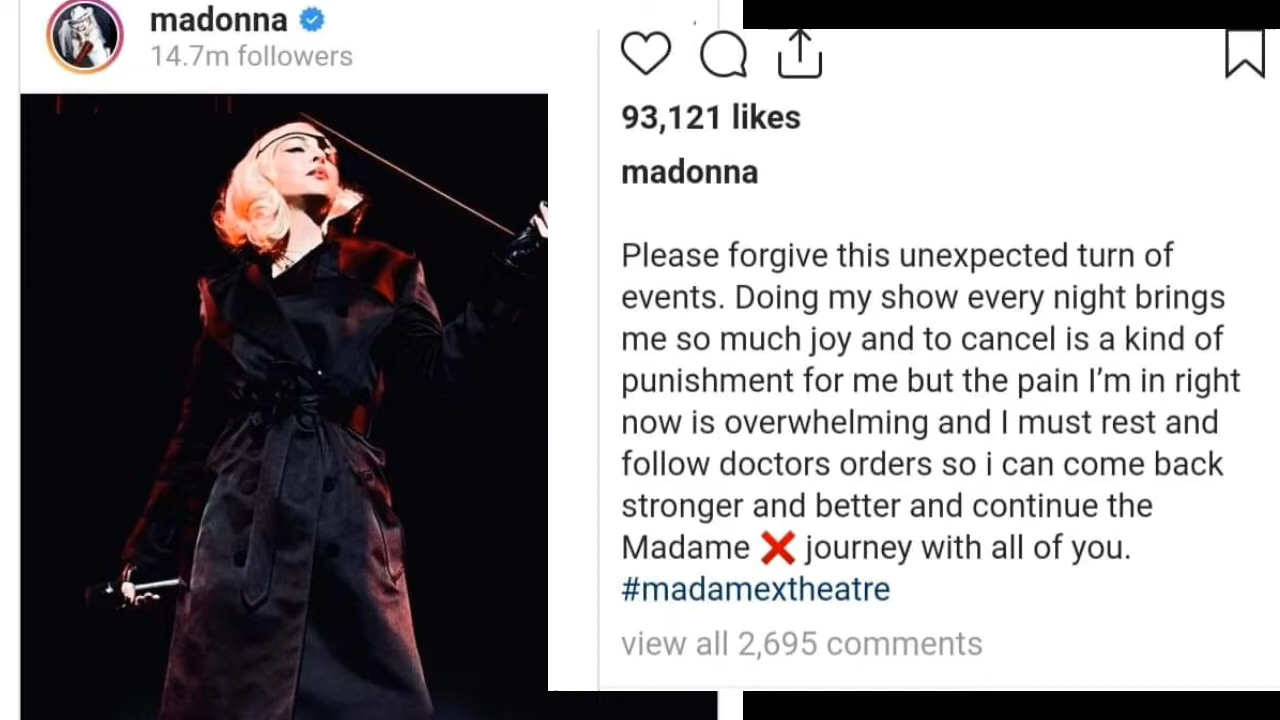 madonna
14.7m followers
93,121 likes
madonna
Please forgive this unexpected turn of
events. Doing my show every night brings
me so much joy and to cancel is a kind of
punishment for me but the pain I’m in right
now is overwhelming and I must rest and
follow doctors orders so i can come back
stronger and better and continue the
Madame ❌ journey with all of you.
#madamextheatre
view all 2,695 comments